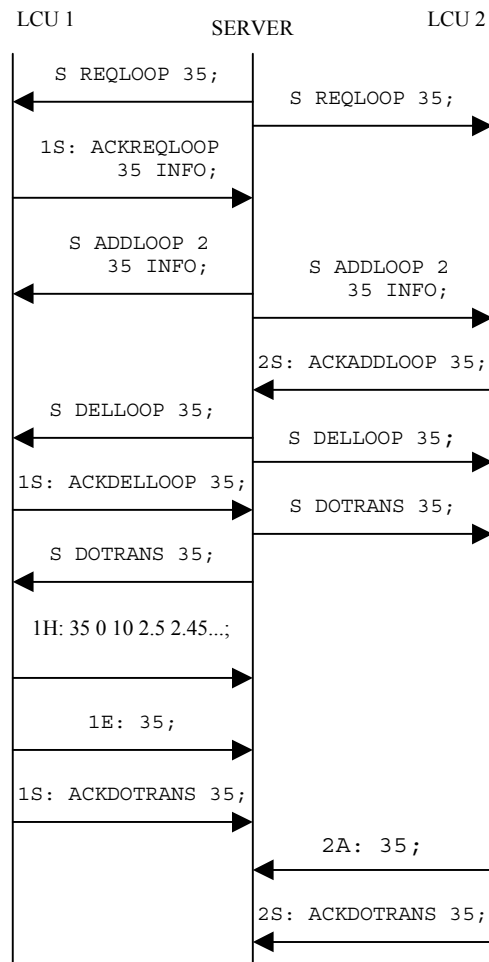 LCU 1
SERVER
LCU 2
S REQLOOP 35;
S REQLOOP 35;
1S: ACKREQLOOP
35 INFO;
S ADDLOOP 2
35 INFO;
S ADDLOOP 2
35 INFO;
2S: ACKADDLOOP 35;
S DELLOOP 35;
S DELLOOP 35;
1S: ACKDELLOOP 35;
S DOTRANS 35;
S DOTRANS 35;
1H: 35 0 10 2.5 2.45...;
1E: 35;
1S: ACKDOTRANS 35;
2A: 35;
2S: ACKDOTRANS 35;